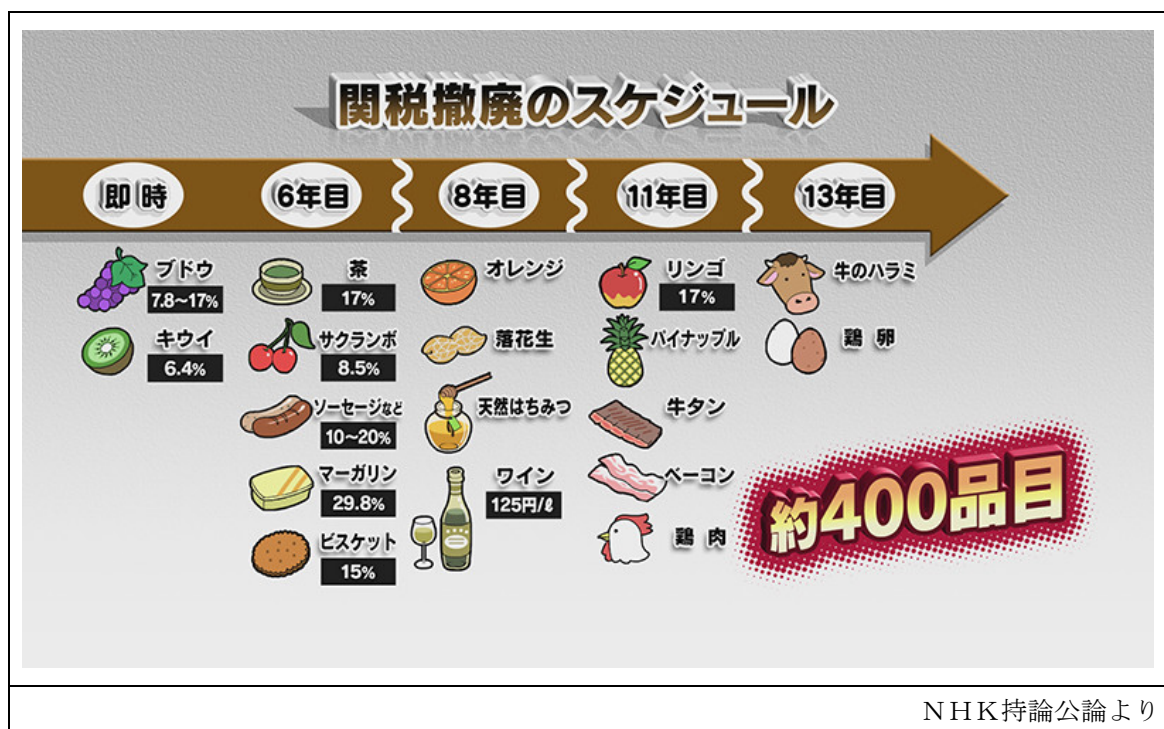 関税撤廃のスケジュール
即時
6年目
8年目
11年目
13年目
ブドウ
7.8~17%
キウイ
6.4%
茶
17%
サクランボ
8.5%
ソーセージなど
10~20%
マーガリン
29.8%
ビスケット
15%
オレンジ
落花生
天然はちみつ
ワイン
125円/ℓ
リンゴ
17%
パイナップル
牛タン
ベーコン
鶏肉
牛のハラミ
鶏卵
約400品目
NHK持論公論より